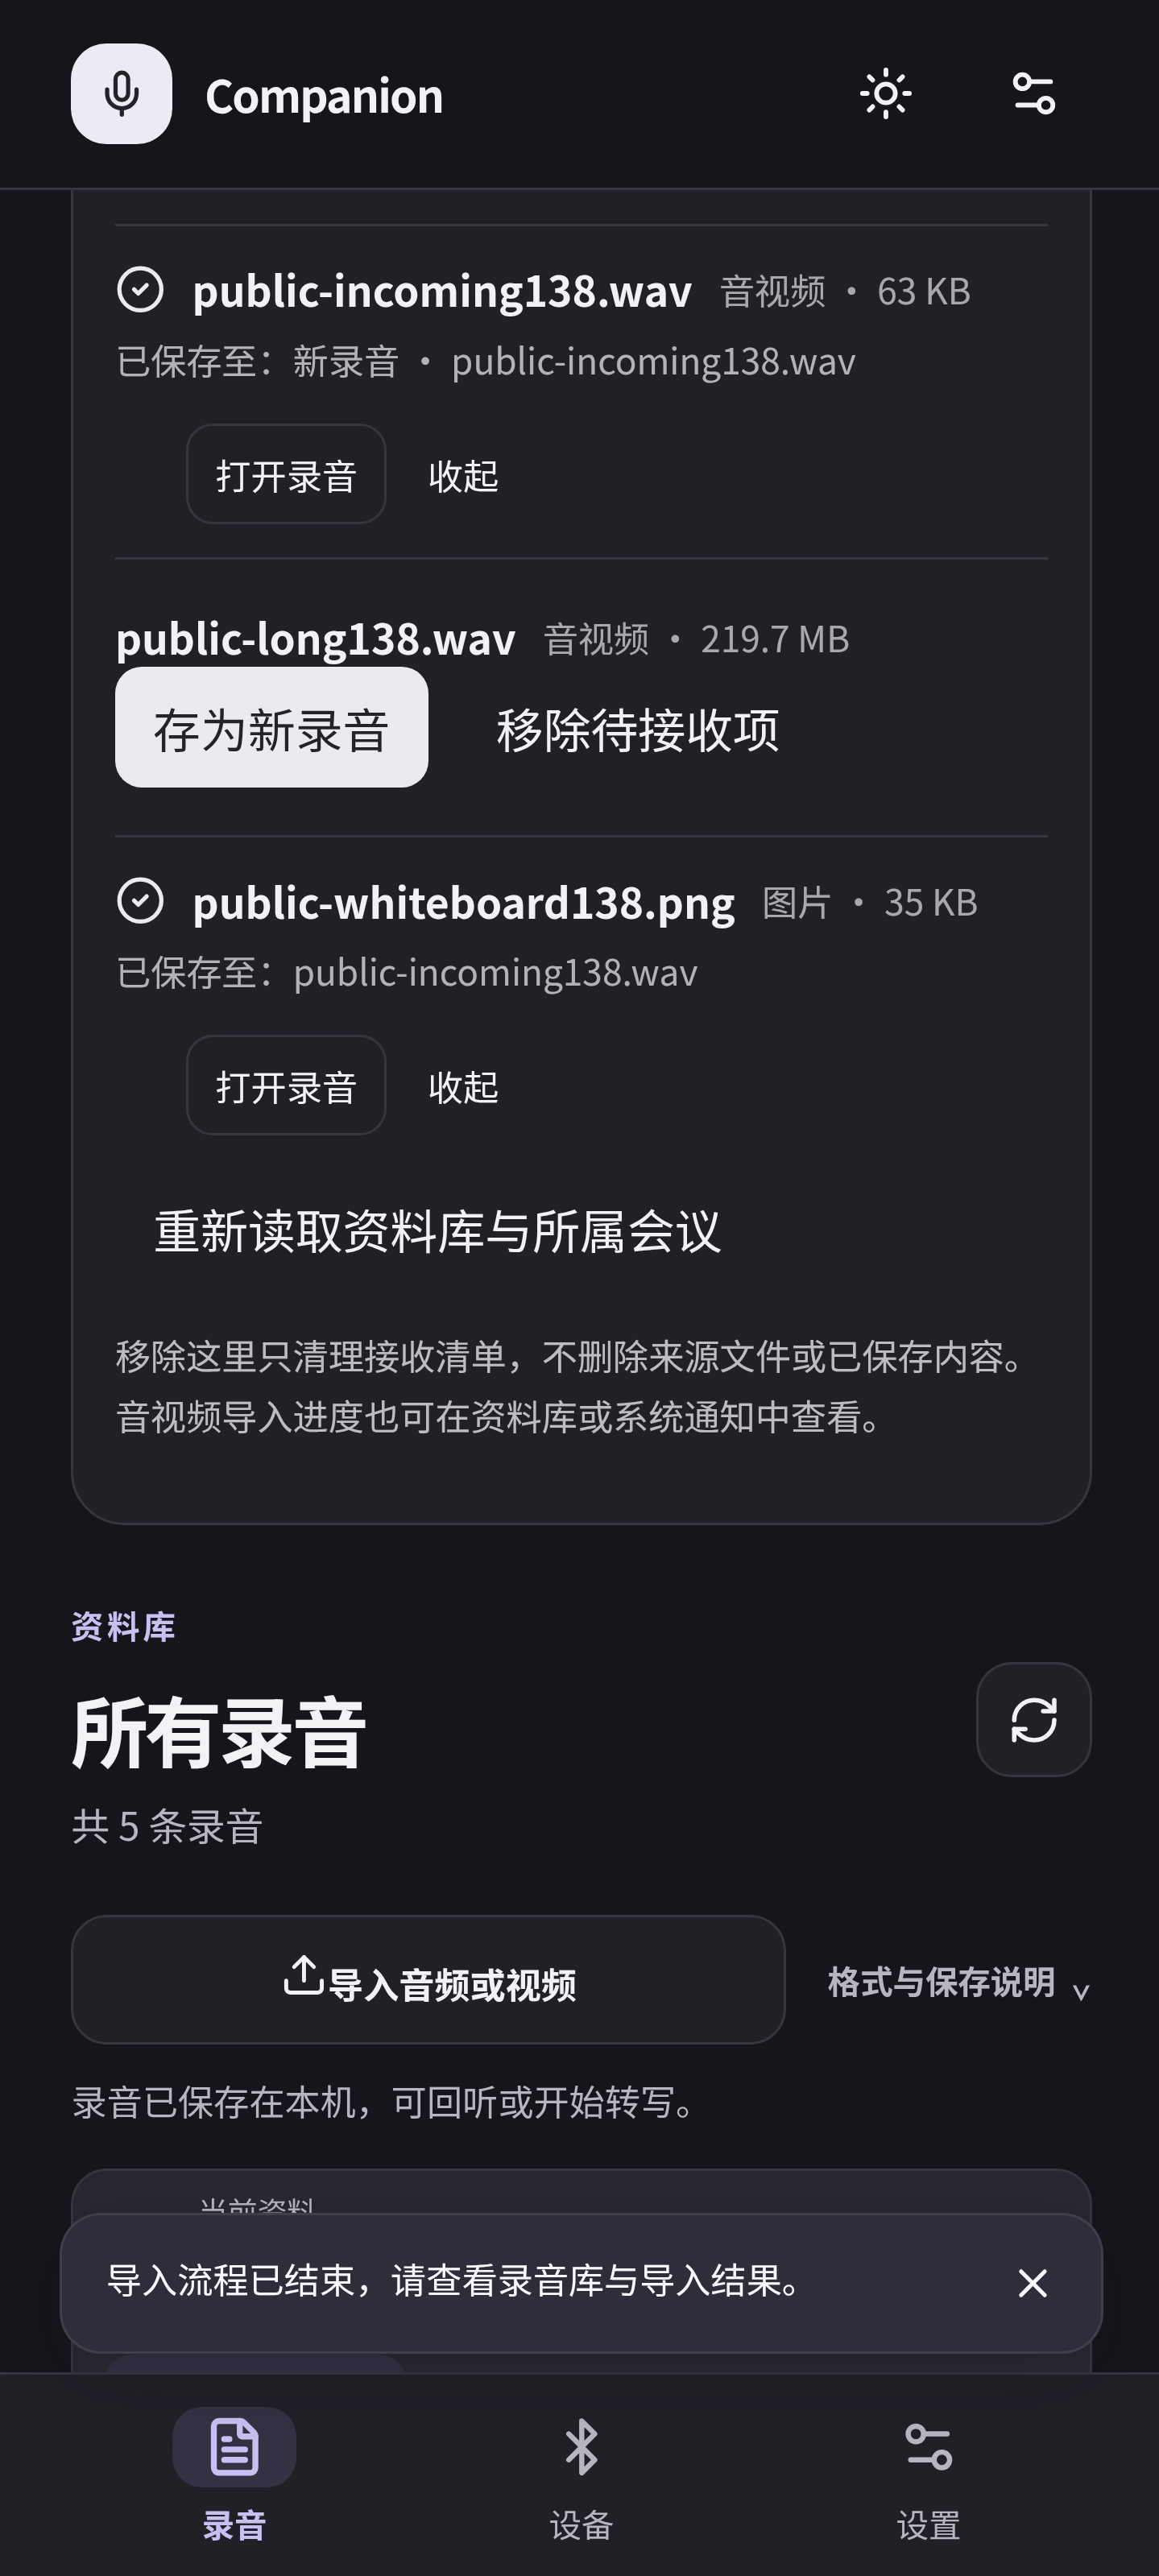 Companion
public-incoming138.wav 音视频 · 63 KB
已保存至：新录音 · public-incoming138.wav
打开录音 收起
public-long138.wav 音视频 · 219.7 MB
存为新录音 移除待接收项
public-whiteboard138.png 图片 · 35 KB
已保存至：public-incoming138.wav
打开录音 收起
重新读取资料库与所属会议
移除这里只清理接收清单，不删除来源文件或已保存内容。
音视频导入进度也可在资料库或系统通知中查看。
资料库
所有录音
共 5 条录音
导入音频或视频 格式与保存说明
录音已保存在本机，可回听或开始转写。
当前资料
导入流程已结束，请查看录音库与导入结果。
录音 设备 设置